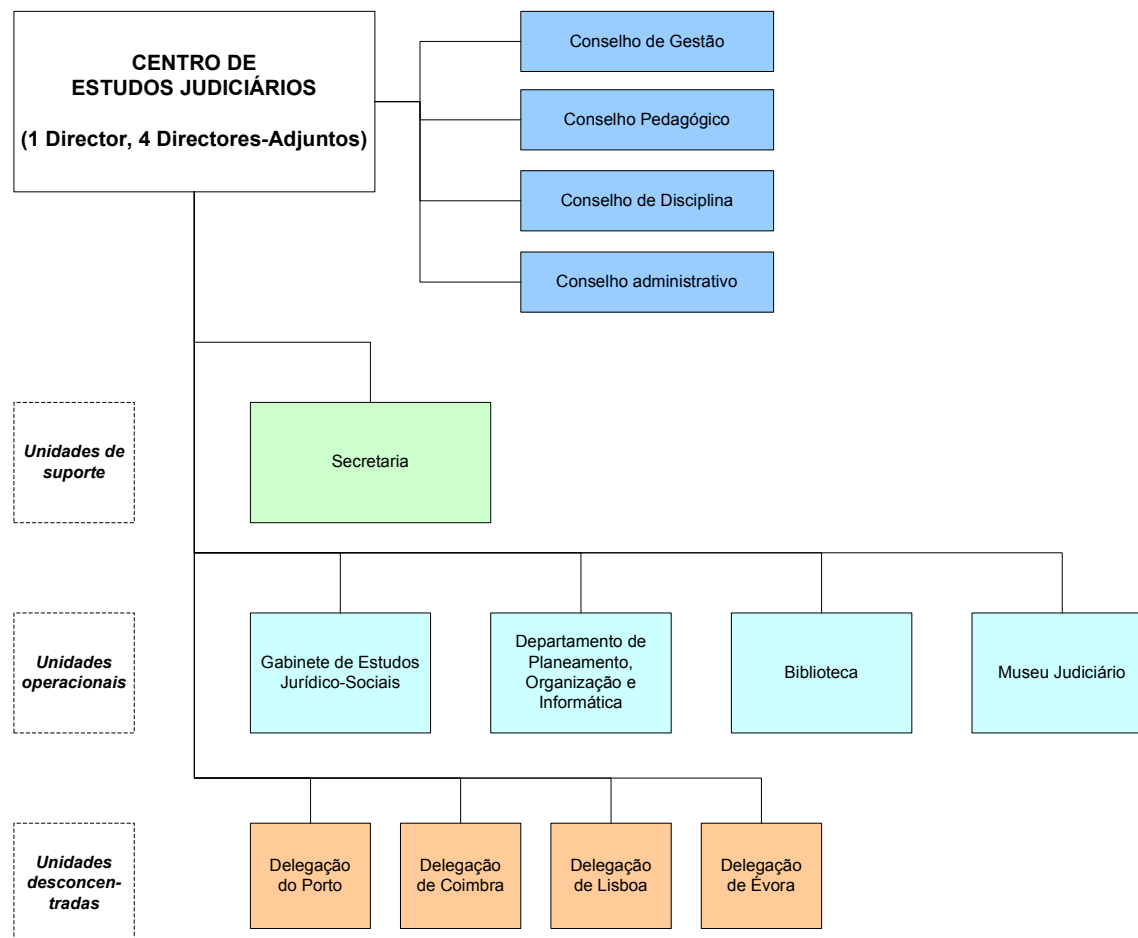 CENTRO DE
ESTUDOS JUDICIÁRIOS
(1 Director, 4 Directores-Adjuntos)
Conselho de Gestão
Conselho Pedagógico
Conselho de Disciplina
Conselho administrativo
Unidades de
suporte
Secretaria
Unidades
operacionais
Gabinete de Estudos
Jurídico-Sociais
Departamento de
Planeamento,
Organização e
Informática
Biblioteca
Museu Judiciário
Unidades
desconcen-
tradas
Delegação
do Porto
Delegação
de Coimbra
Delegação
de Lisboa
Delegação
de Évora